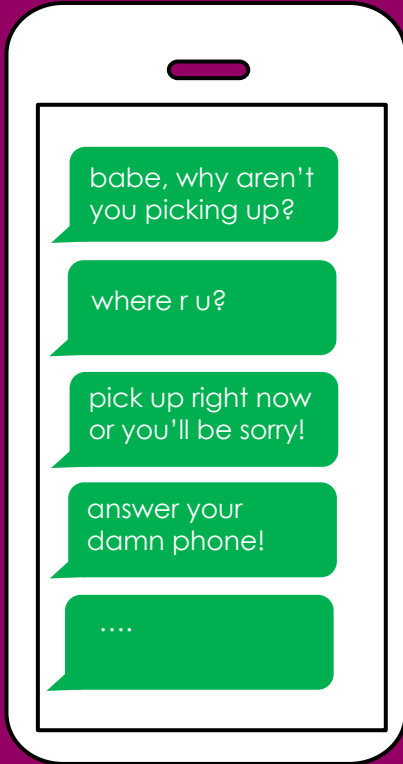 babe, why aren't
you picking up?
where r u?
pick up right now
or you’ll be sorry!
answer your
damn phone!
....